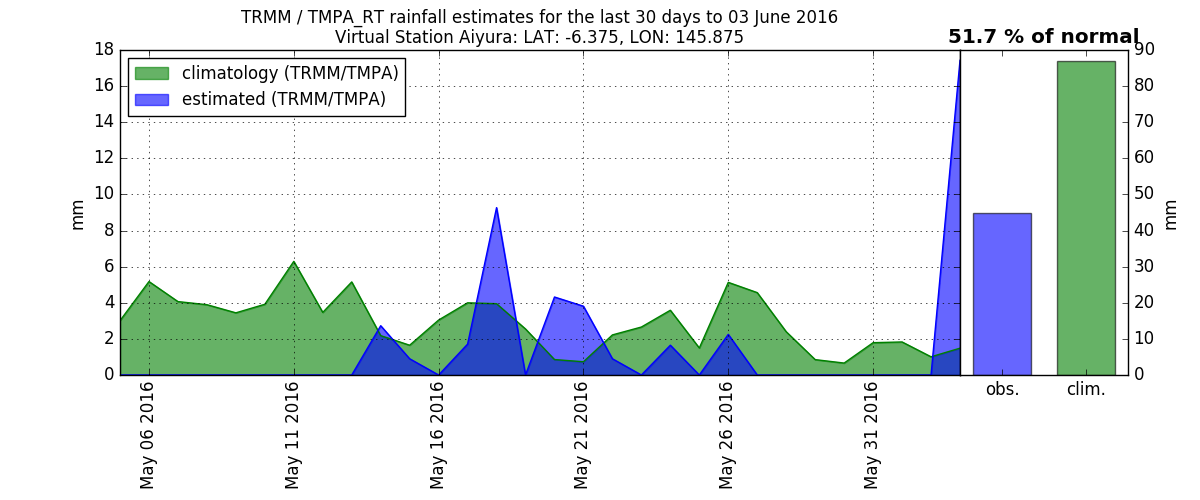 TRMM / TMPA_RT rainfall estimates for the last 30 days to 03 June 2016
Virtual Station Aiyura: LAT: -6.375, LON: 145.875
51.7 % of normal
climatology (TRMM/TMPA)
estimated (TRMM/TMPA)
mm
18
16
14
12
10
8
6
4
2
0
May 06 2016
May 11 2016
May 16 2016
May 21 2016
May 26 2016
May 31 2016
obs.
clim.
90
80
70
60
50
40
30
20
10
0
mm